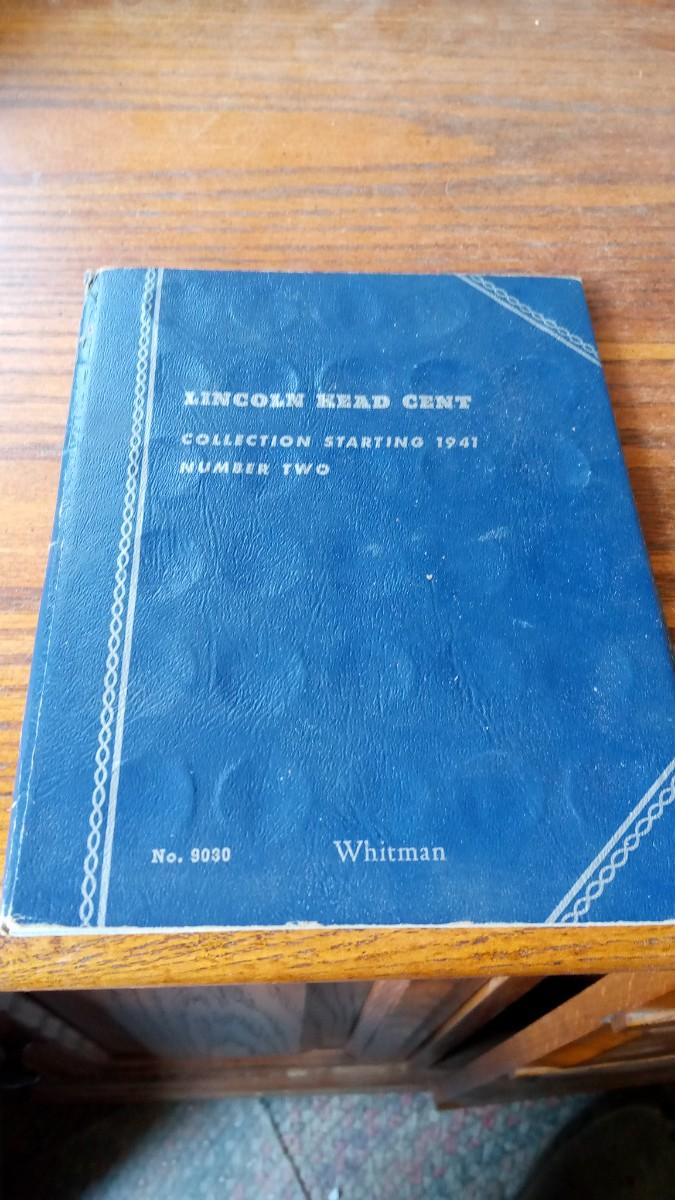 LINCOLN HEAD CENT
COLLECTION STARTING 1941
NUMBER TWO
No. 9030
Whitman